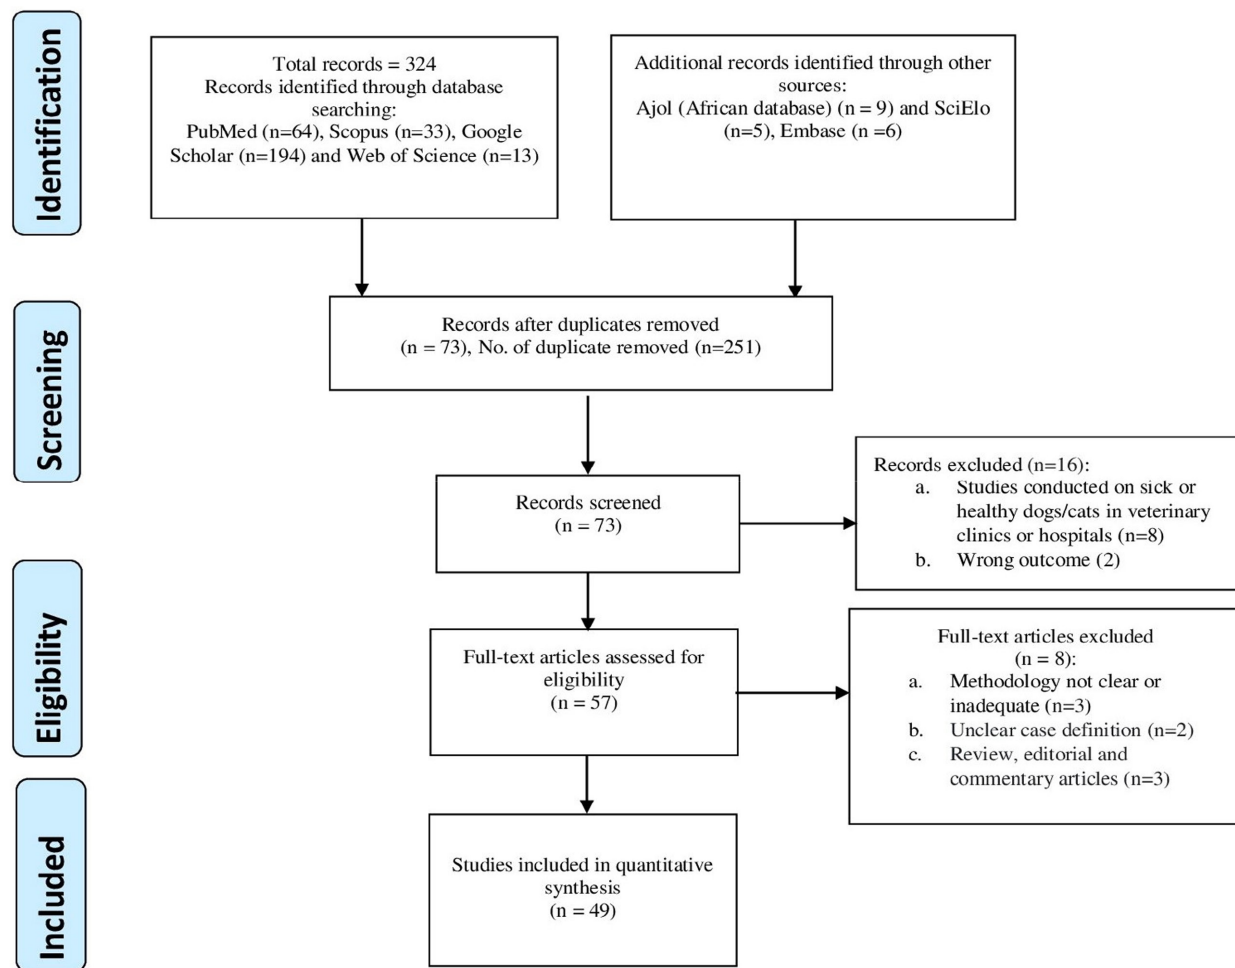 Identification
Total records = 324
Records identified through database
searching:
PubMed (n=64), Scopus (n=33), Google
Scholar (n=194) and Web of Science (n=13)
Additional records identified through other
sources:
Ajol (African database) (n = 9) and SciElo
(n=5), Embase (n =6)
Screening
Records after duplicates removed
(n = 73), No. of duplicate removed (n=251)
Records screened
(n = 73)
Records excluded (n=16):
a. Studies conducted on sick or
healthy dogs/cats in veterinary
clinics or hospitals (n=8)
b. Wrong outcome (2)
Eligibility
Full-text articles assessed for
eligibility
(n = 57)
Full-text articles excluded
(n = 8):
a. Methodology not clear or
inadequate (n=3)
b. Unclear case definition (n=2)
c. Review, editorial and
commentary articles (n=3)
Included
Studies included in quantitative
synthesis
(n = 49)